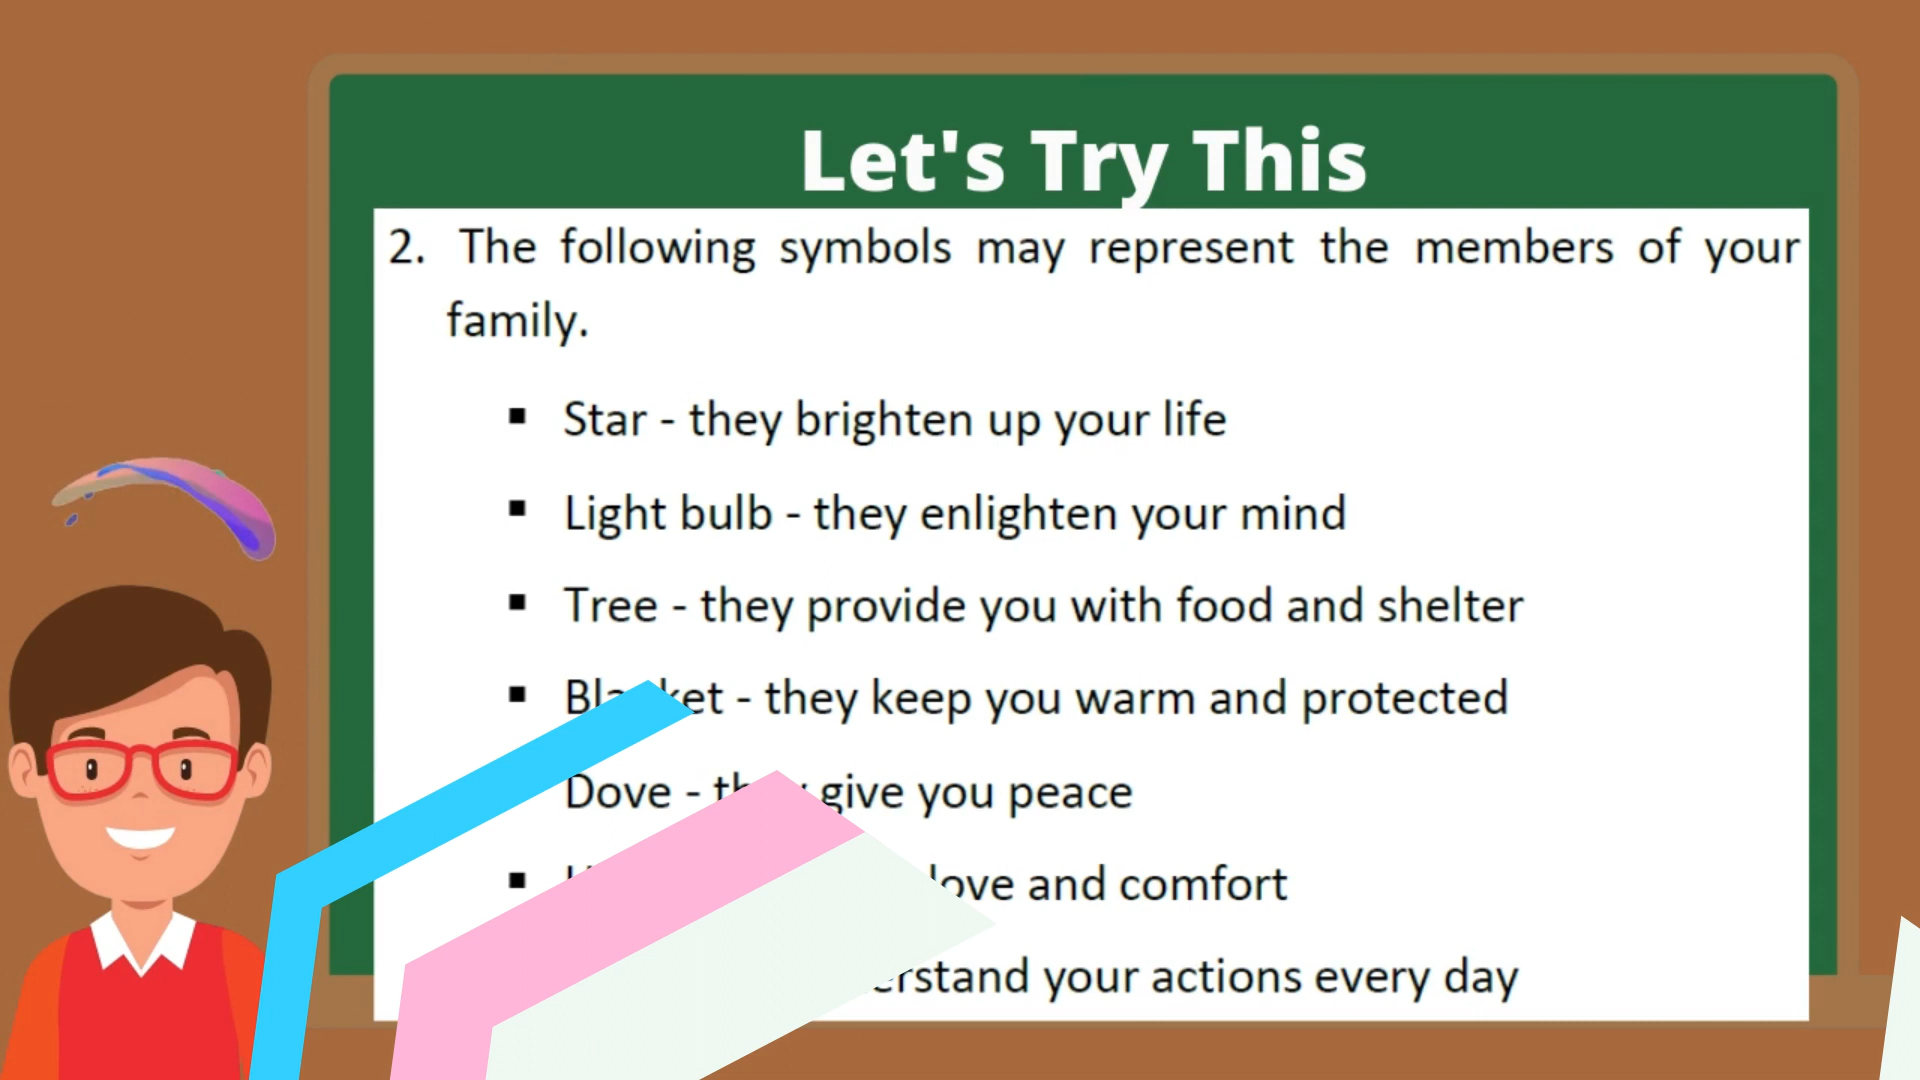 Let's Try This
2. The following symbols may represent the members of your
family.
▪ Star - they brighten up your life
▪ Light bulb - they enlighten your mind
▪ Tree - they provide you with food and shelter
▪ Blanket - they keep you warm and protected
Dove - they give you peace
▪ love and comfort
your actions every day